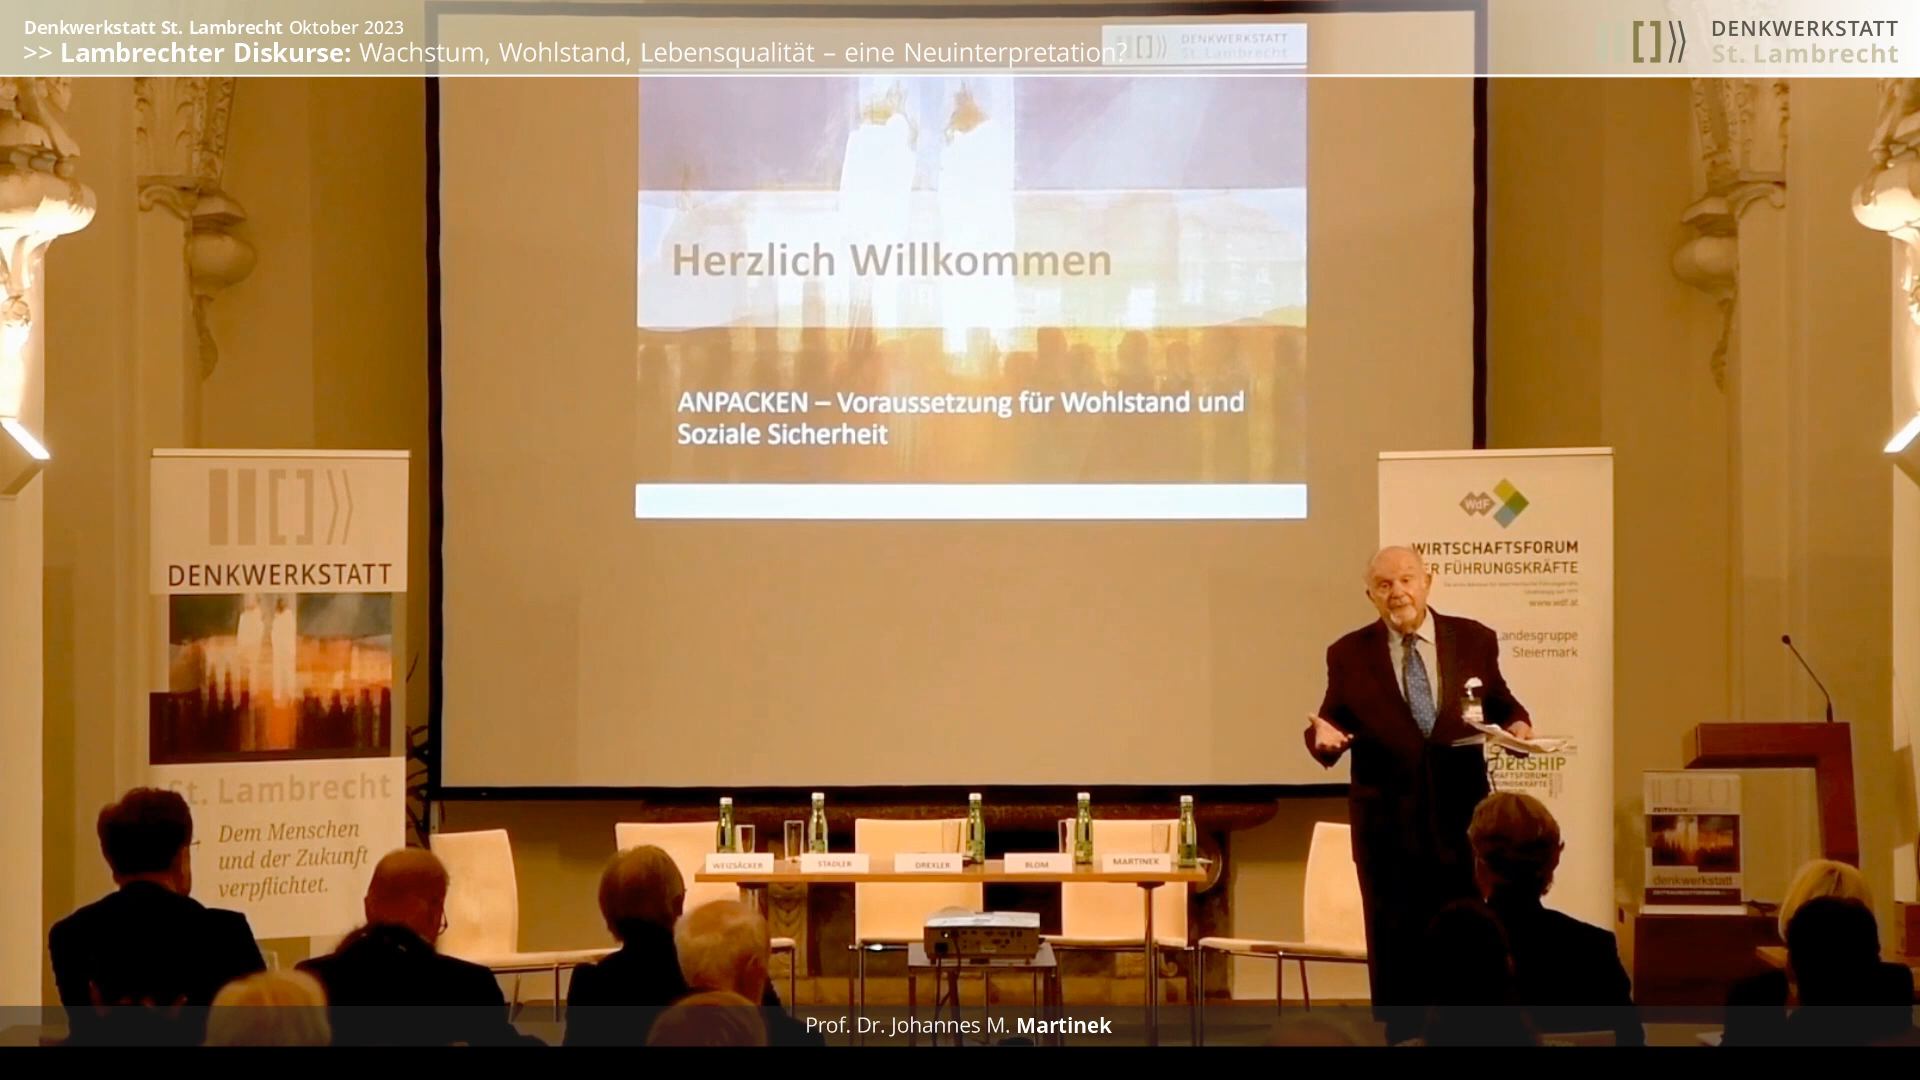 Denkwerkstatt St. Lambrecht Oktober 2023
>> Lambrechter Diskurse: Wachstum, Wohlstand, Lebensqualität – eine Neuinterpretation?
DENKWERKSTATT
St. Lambrecht
DENKWERKSTATT
St. Lambrecht
Herzlich Willkommen
ANPACKEN – Voraussetzung für Wohlstand und
Soziale Sicherheit
DENKWERKSTATT
St. Lambrecht
Dem Menschen
und der Zukunft
verpflichtet.
WdF
WIRTSCHAFTSFORUM
ER FÜHRUNGSKRÄFTE
www.wdf.at
Landesgruppe
Steiermark
DERSHIP
WEIZSÄCKER
STADLER
DREXLER
BLOM
MARTINEK
denkwerkstatt
Prof. Dr. Johannes M. Martinek